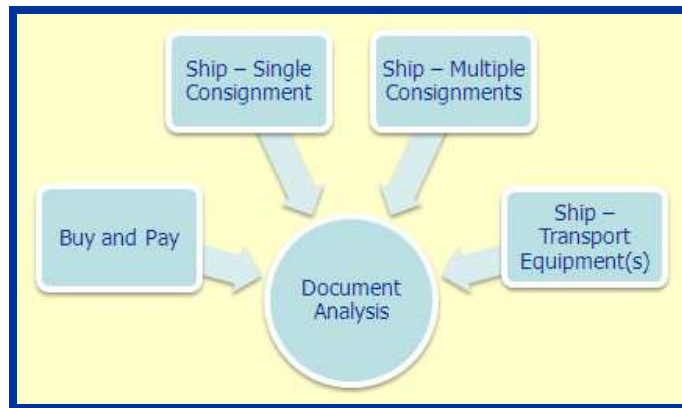 Ship – Single
Consignment
Ship – Multiple
Consignments
Buy and Pay
Ship –
Transport
Equipment(s)
Document
Analysis